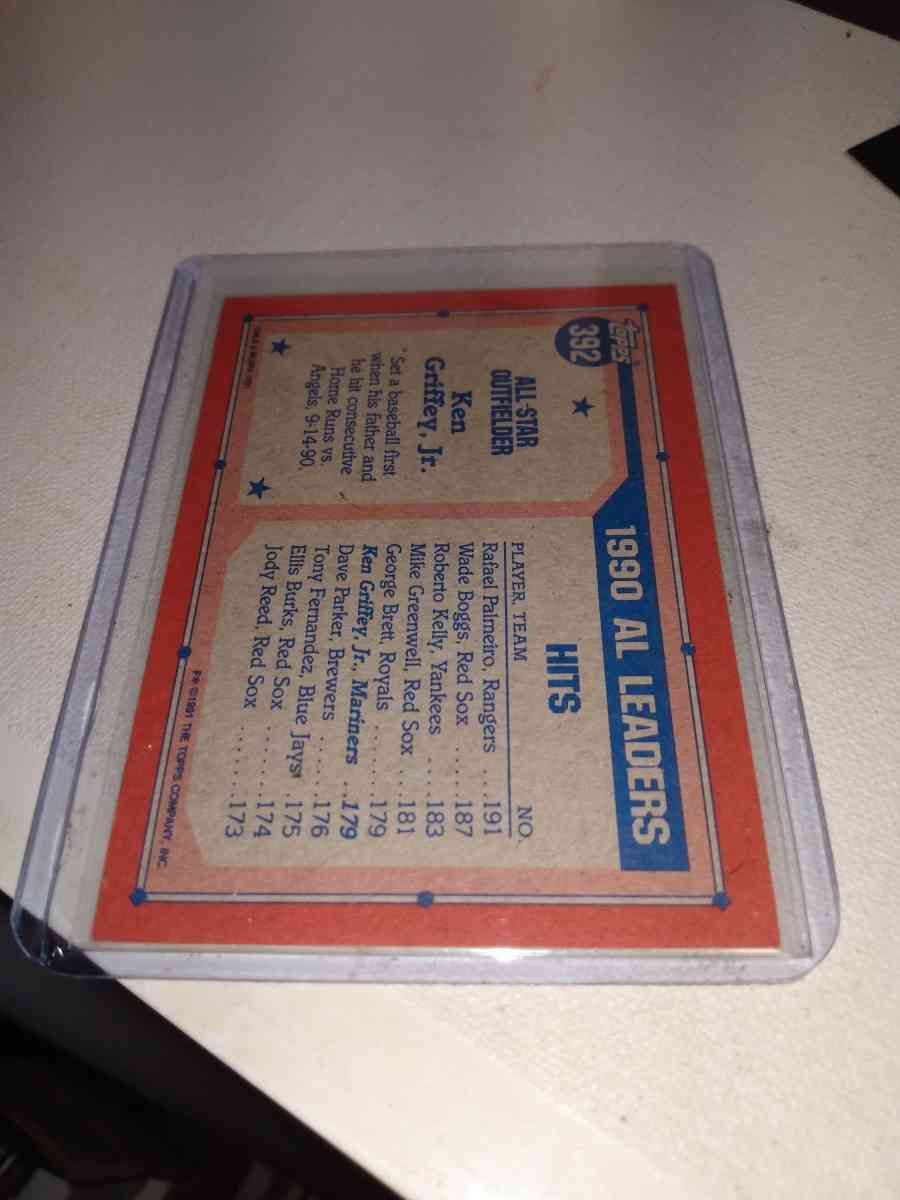 Topps®
392
1990 AL LEADERS
ALL-STAR
OUTFIELDER
Ken
Griffey, Jr.
* Set a baseball first
when his father and
he hit consecutive
Home Runs vs.
Angels, 9-14-90.
HITS
PLAYER, TEAM NO.
Rafael Palmeiro, Rangers ... 191
Wade Boggs, Red Sox ..... 187
Roberto Kelly, Yankees .... 183
Mike Greenwell, Red Sox ... 181
George Brett, Royals ...... 179
Ken Griffey, Jr., Mariners .. 179
Dave Parker, Brewers ..... 176
Tony Fernandez, Blue Jays . 175
Ellis Burks, Red Sox ...... 174
Jody Reed, Red Sox ...... 173
©1991 THE TOPPS COMPANY, INC.